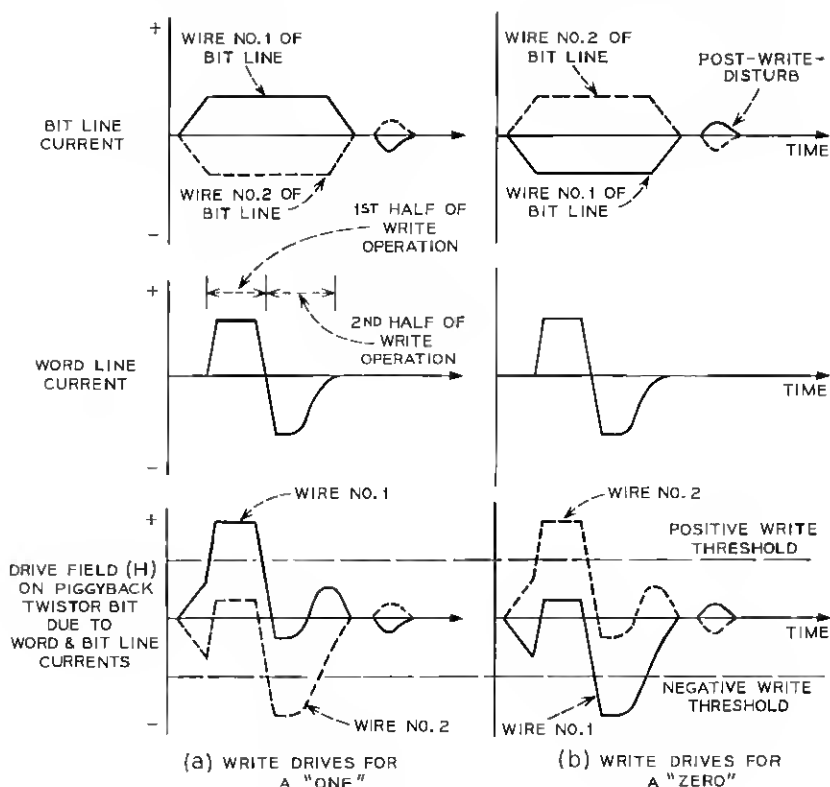 +
WIRE NO.1 OF
BIT LINE
BIT LINE
CURRENT
WIRE NO.2 OF
BIT LINE
−
WIRE NO.2 OF
BIT LINE
POST-WRITE-
DISTURB
TIME
WIRE NO.1 OF
BIT LINE
1ST HALF OF
WRITE
OPERATION
+
2ND HALF OF
WRITE
OPERATION
WORD LINE
CURRENT
−
TIME
+
WIRE NO.1
DRIVE FIELD (H)
ON PIGGYBACK
TWISTOR BIT
DUE TO
WORD & BIT LINE
CURRENTS
−
WIRE NO.2
WIRE NO.2
POSITIVE WRITE
THRESHOLD
TIME
NEGATIVE WRITE
THRESHOLD
WIRE NO.1
(a) WRITE DRIVES FOR
A "ONE"
(b) WRITE DRIVES FOR
A "ZERO"